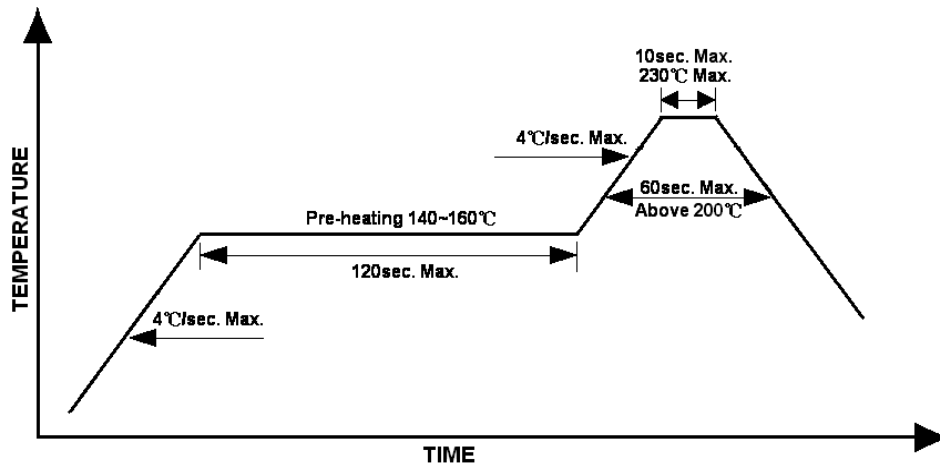 10sec. Max.
230℃ Max.
4℃/sec. Max.
60sec. Max.
Above 200℃
Pre-heating 140~160℃
120sec. Max.
4℃/sec. Max.
TEMPERATURE
TIME